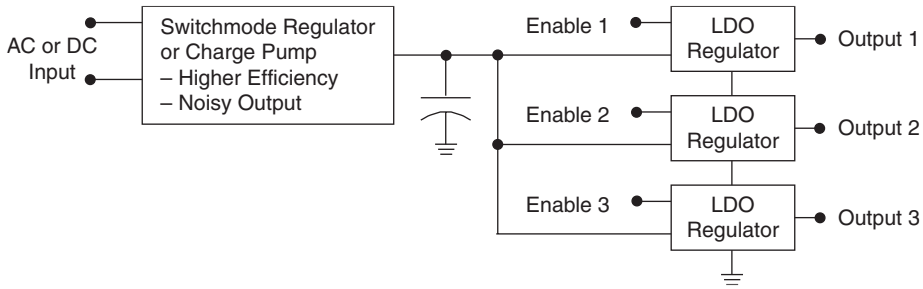 AC or DC
Input
Switchmode Regulator
or Charge Pump
– Higher Efficiency
– Noisy Output
Enable 1
LDO
Regulator
Output 1
Enable 2
LDO
Regulator
Output 2
Enable 3
LDO
Regulator
Output 3